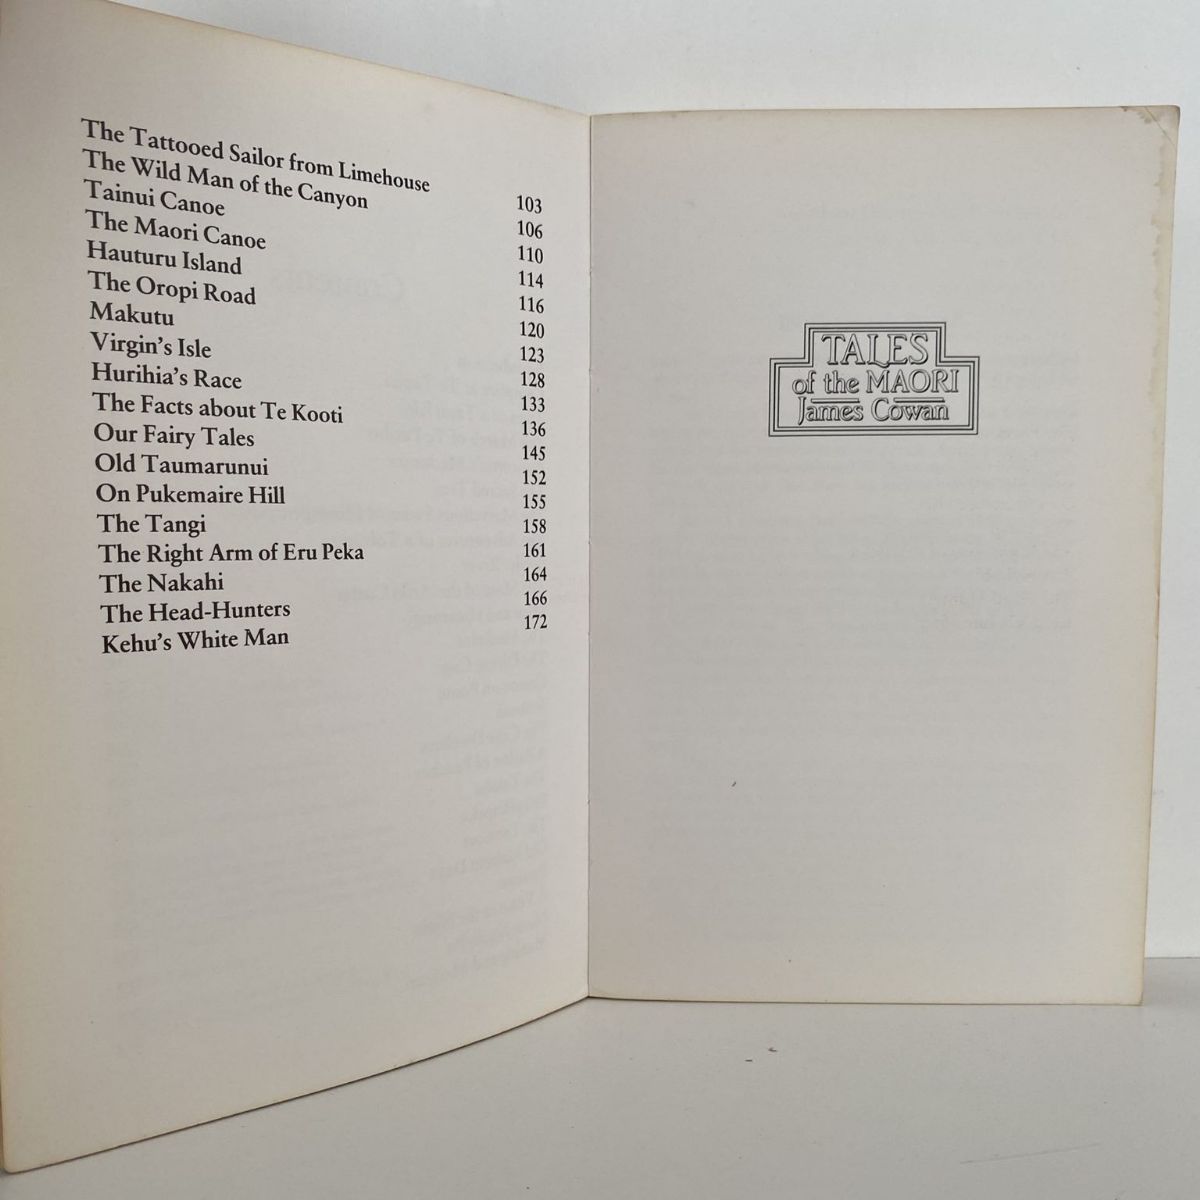 The Tattooed Sailor from Limehouse 103
The Wild Man of the Canyon 106
Tainui Canoe 110
The Maori Canoe 114
Hauturu Island 116
The Oropi Road 120
Makutu 123
Virgin's Isle 128
Hurihia's Race 133
The Facts about Te Kooti 136
Our Fairy Tales 145
Old Taumarunui 152
On Pukemaire Hill 155
The Tangi 158
The Right Arm of Eru Peka 161
The Nakahi 164
The Head-Hunters 166
Kehu's White Man 172
TALES
of the MAORI
James Cowan